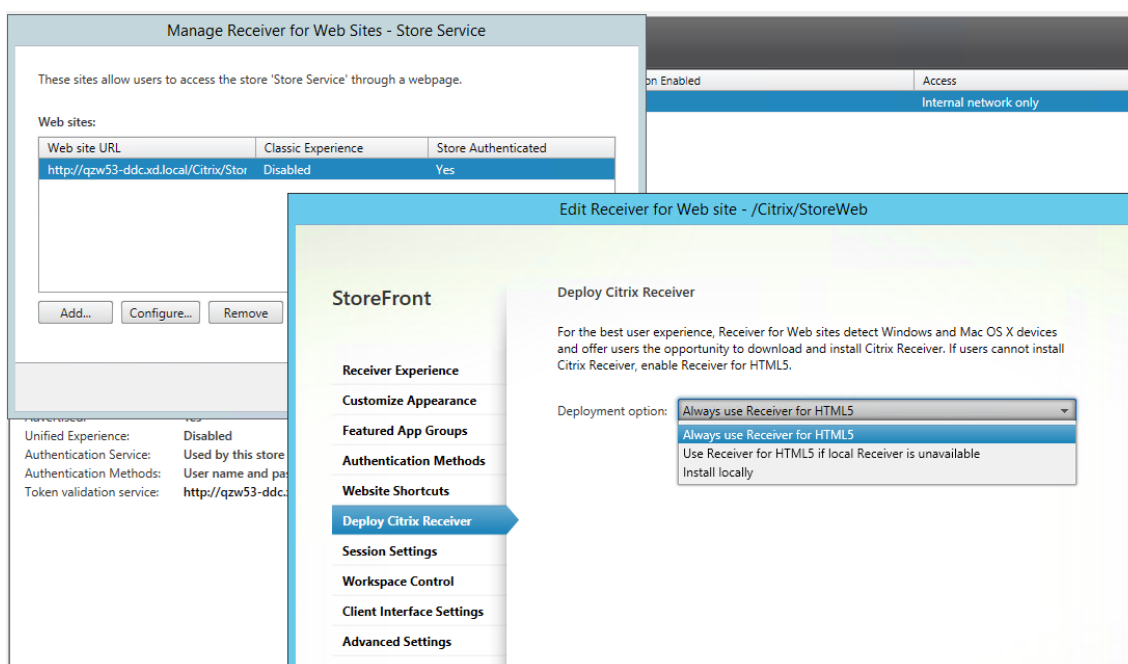 Manage Receiver for Web Sites - Store Service
These sites allow users to access the store 'Store Service' through a webpage.
Web sites:
Web site URL Classic Experience Store Authenticated
http://qzw53-ddc.xd.local/Citrix/Stor Disabled Yes
Add... Configure... Remove
on Enabled Access
Internal network only
Unified Experience: Disabled
Authentication Service: Used by this store
Authentication Methods: User name and pas
Token validation service: http://qzw53-ddc.
Edit Receiver for Web site - /Citrix/StoreWeb
StoreFront
Receiver Experience
Customize Appearance
Featured App Groups
Authentication Methods
Website Shortcuts
Deploy Citrix Receiver
Session Settings
Workspace Control
Client Interface Settings
Advanced Settings
Deploy Citrix Receiver
For the best user experience, Receiver for Web sites detect Windows and Mac OS X devices
and offer users the opportunity to download and install Citrix Receiver. If users cannot install
Citrix Receiver, enable Receiver for HTML5.
Deployment option: Always use Receiver for HTML5
Always use Receiver for HTML5
Use Receiver for HTML5 if local Receiver is unavailable
Install locally